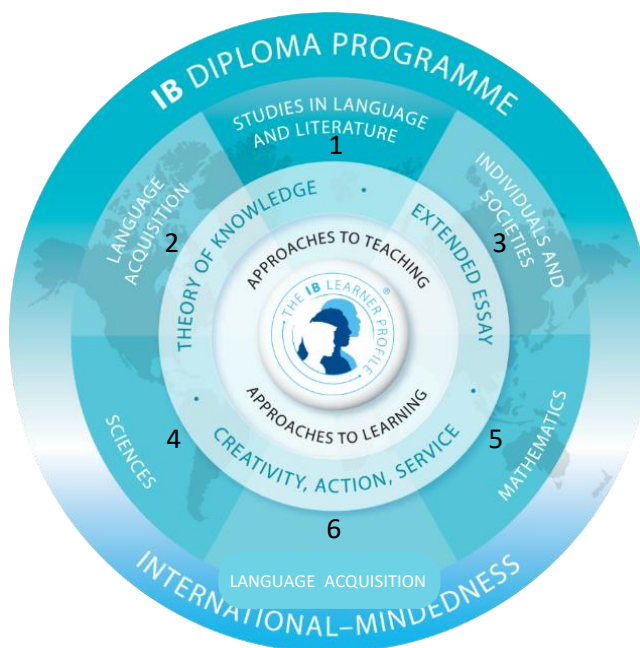 IB DIPLOMA PROGRAMME
STUDIES IN LANGUAGE
AND LITERATURE
1
LANGUAGE
ACQUISITION
2
INDIVIDUALS AND
SOCIETIES
3
THEORY OF KNOWLEDGE
EXTENDED ESSAY
APPROACHES TO TEACHING
THE IB LEARNER PROFILE
®
APPROACHES TO LEARNING
SCIENCES
4
CREATIVITY, ACTION, SERVICE
5
MATHEMATICS
6
LANGUAGE ACQUISITION
INTERNATIONAL–MINDEDNESS